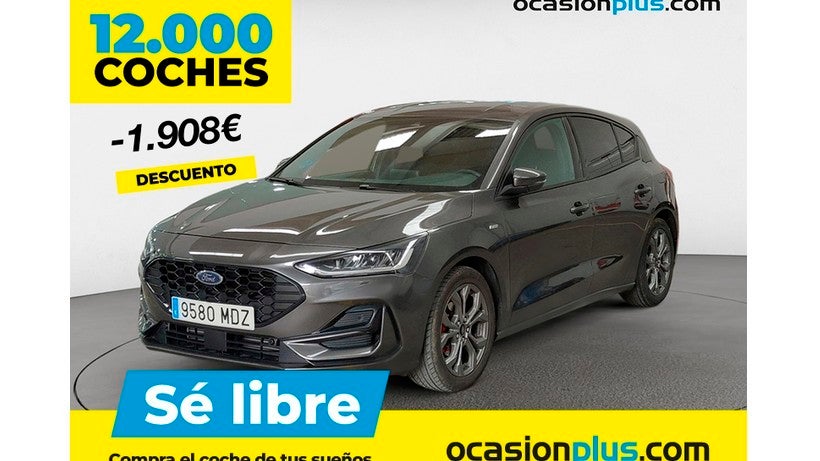 ocasionplus.com
12.000
COCHES
-1.908€
DESCUENTO
Ford
9580 MDZ
Sé libre
Compra el coche de tus sueños
ocasionplus.com